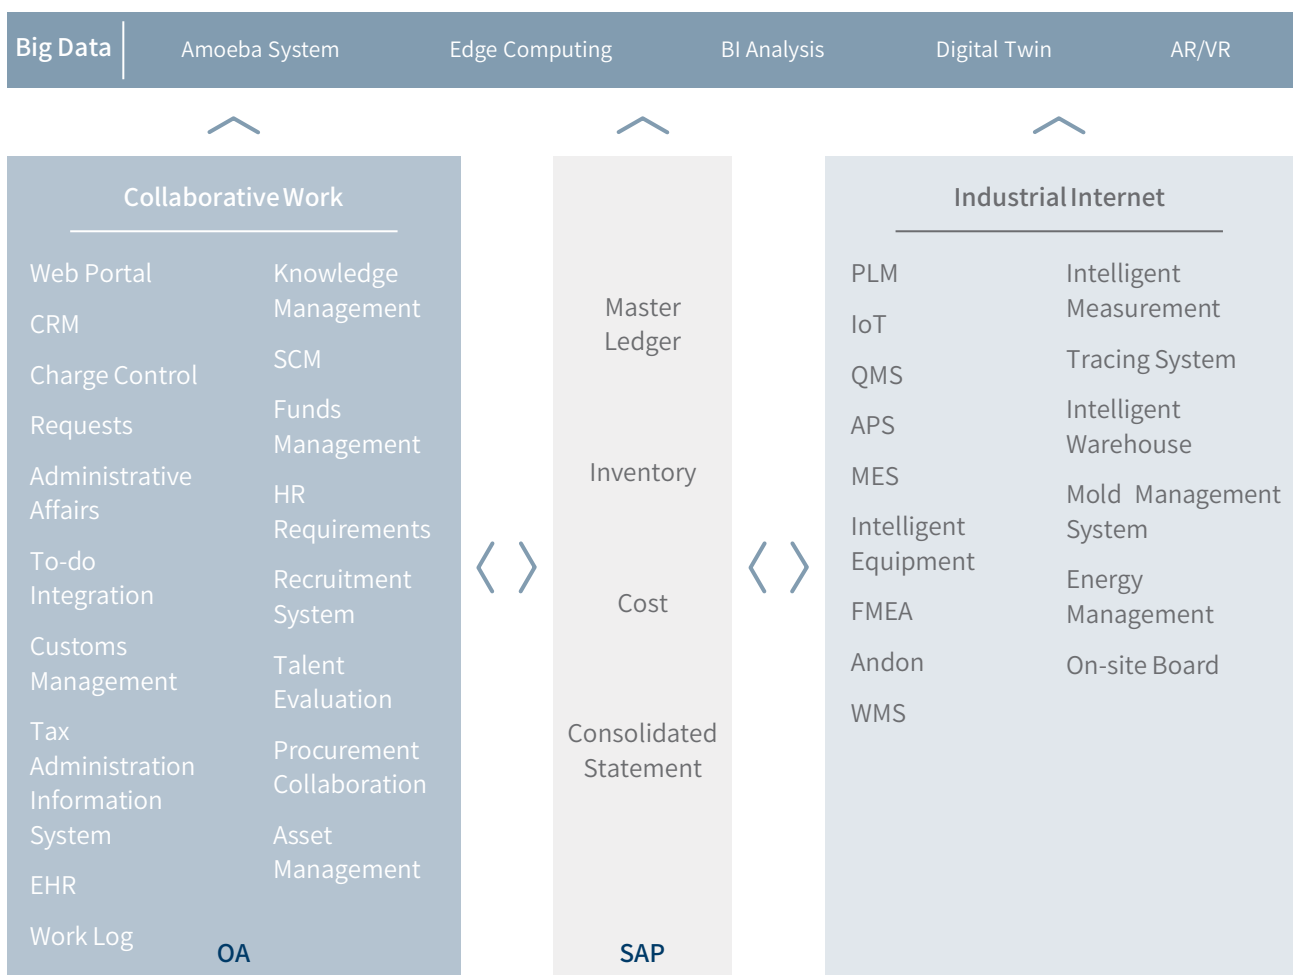 Big Data
Amoeba System
Edge Computing
BI Analysis
Digital Twin
AR/VR
Collaborative Work
Web Portal
CRM
Charge Control
Requests
Administrative
Affairs
To-do
Integration
Customs
Management
Tax
Administration
Information
System
EHR
Work Log
Knowledge
Management
SCM
Funds
Management
HR
Requirements
Recruitment
System
Talent
Evaluation
Procurement
Collaboration
Asset
Management
OA
Master
Ledger
Inventory
Cost
Consolidated
Statement
SAP
Industrial Internet
PLM
IoT
QMS
APS
MES
Intelligent
Equipment
FMEA
Andon
WMS
Intelligent
Measurement
Tracing System
Intelligent
Warehouse
Mold Management
System
Energy
Management
On-site Board